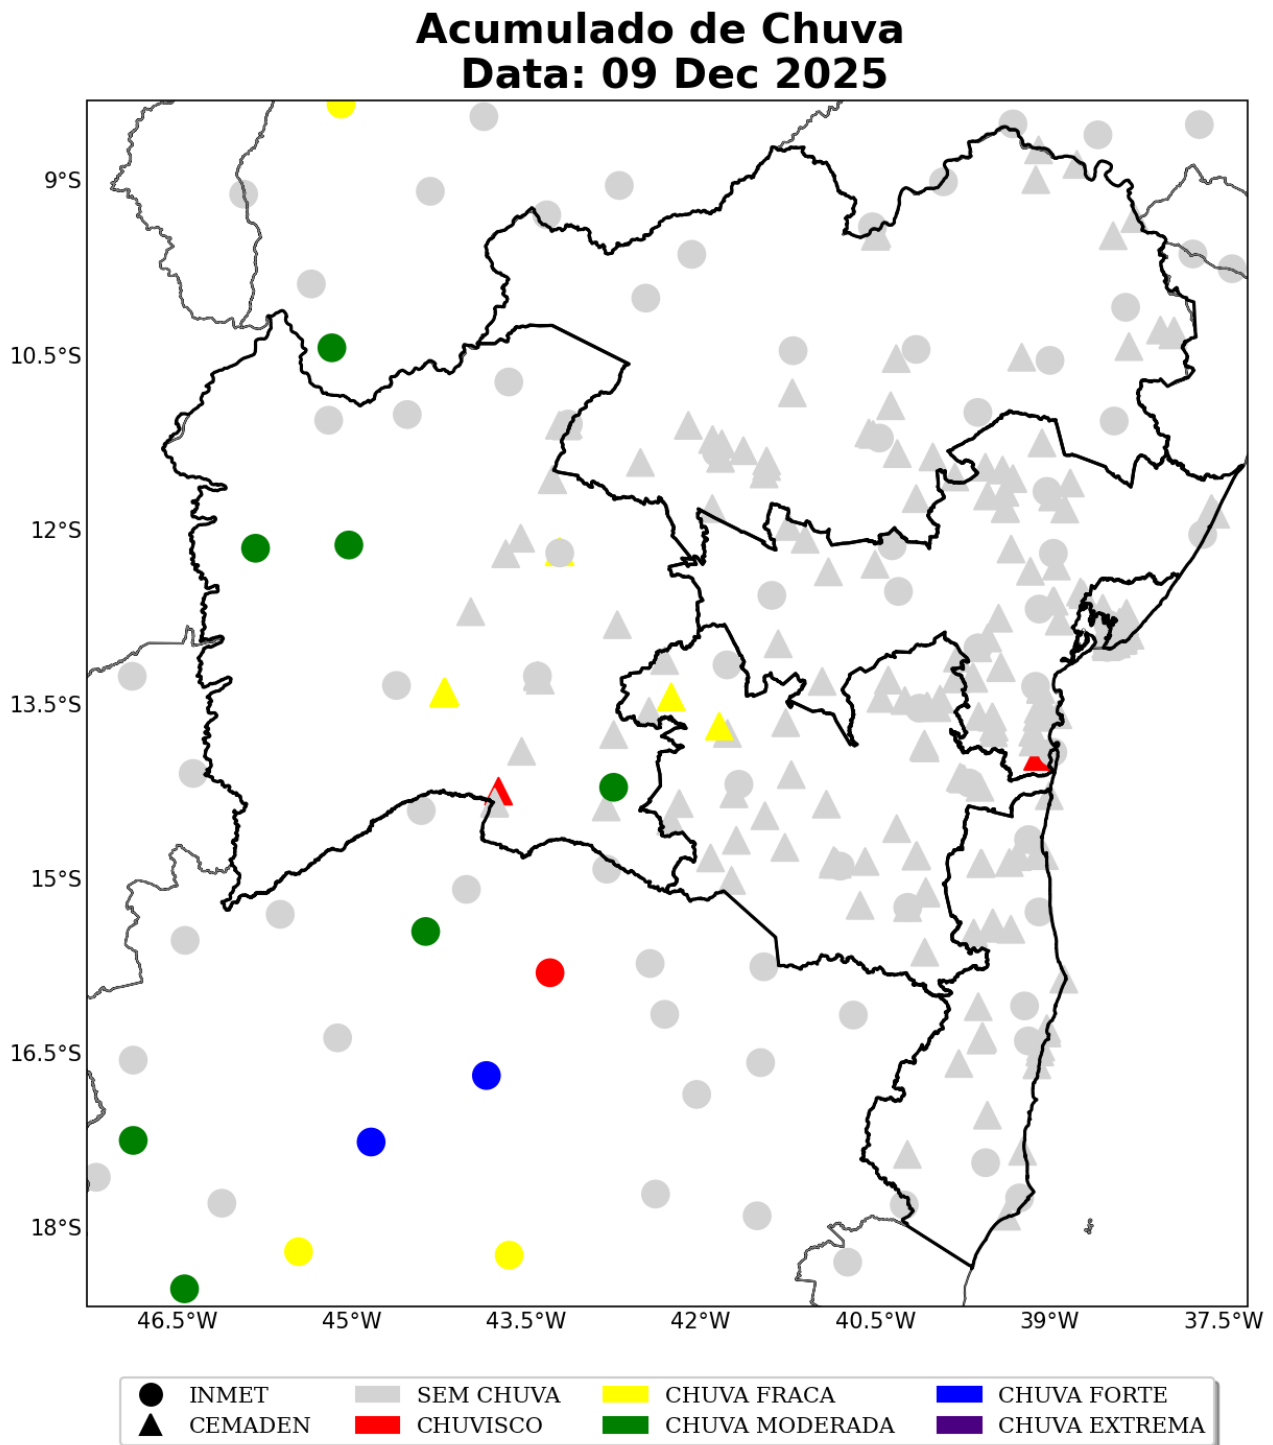 Acumulado de Chuva
Data: 09 Dec 2025
9°S
10.5°S
12°S
13.5°S
15°S
16.5°S
18°S
46.5°W 45°W 43.5°W 42°W 40.5°W 39°W 37.5°W
INMET SEM CHUVA CHUVA FRACA CHUVA FORTE
CEMADEN CHUVISCO CHUVA MODERADA CHUVA EXTREMA